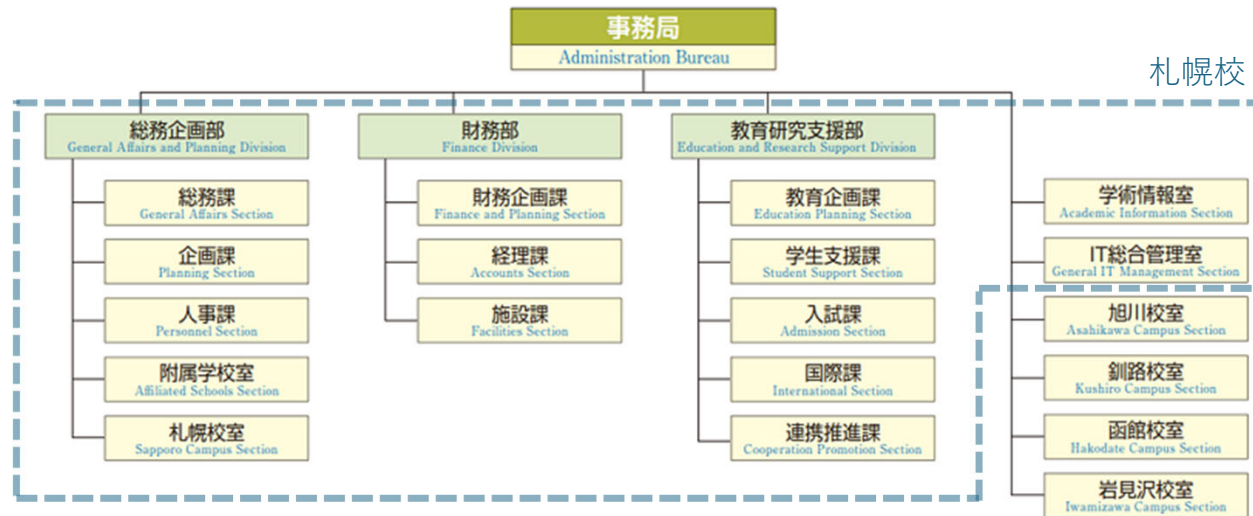 事務局
Administration Bureau
札幌校
総務企画部
General Affairs and Planning Division
総務課
General Affairs Section
企画課
Planning Section
人事課
Personnel Section
附属学校室
Affiliated Schools Section
札幌校室
Sapporo Campus Section
財務部
Finance Division
財務企画課
Finance and Planning Section
経理課
Accounts Section
施設課
Facilities Section
教育研究支援部
Education and Research Support Division
教育企画課
Education Planning Section
学生支援課
Student Support Section
入試課
Admission Section
国際課
International Section
連携推進課
Cooperation Promotion Section
学術情報室
Academic Information Section
IT総合管理室
General IT Management Section
旭川校室
Asahikawa Campus Section
釧路校室
Kushiro Campus Section
函館校室
Hakodate Campus Section
岩見沢校室
Iwamizawa Campus Section